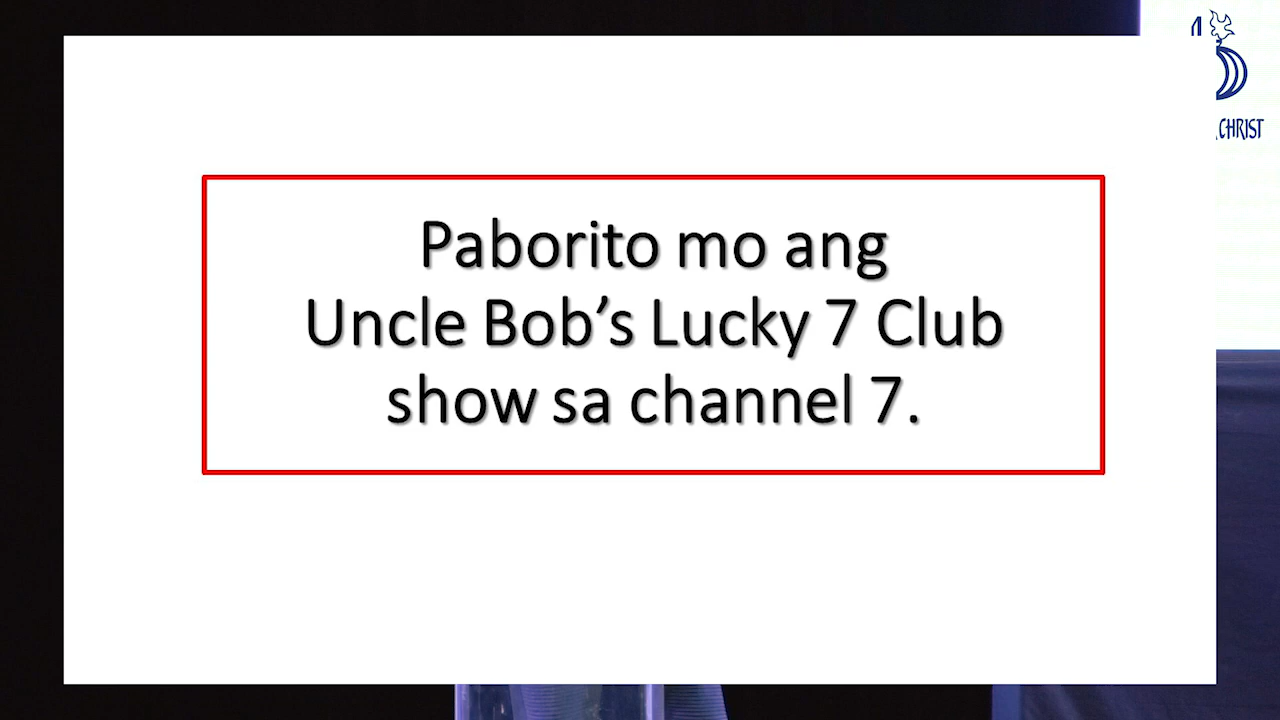 Paborito mo ang
Uncle Bob’s Lucky 7 Club
show sa channel 7.
CHRIST